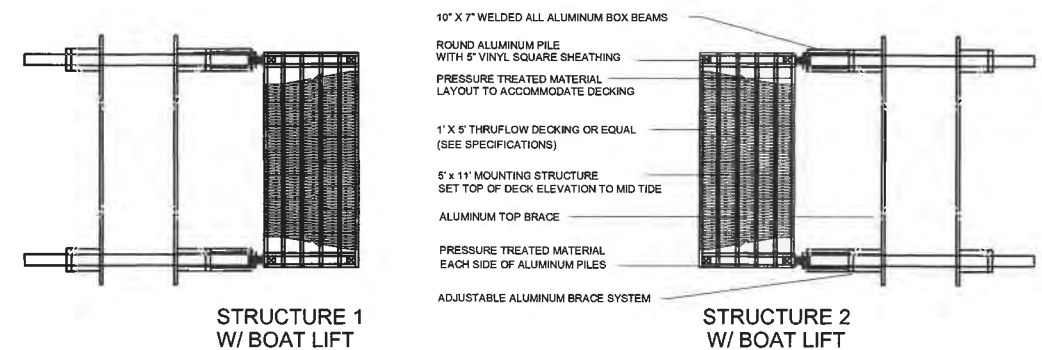 10" X 7" WELDED ALL ALUMINUM BOX BEAMS
ROUND ALUMINUM PILE
WITH 5" VINYL SQUARE SHEATHING
PRESSURE TREATED MATERIAL
LAYOUT TO ACCOMMODATE DECKING
1' X 5' THRUFLOW DECKING OR EQUAL
(SEE SPECIFICATIONS)
5' x 11' MOUNTING STRUCTURE
SET TOP OF DECK ELEVATION TO MID TIDE
ALUMINUM TOP BRACE
PRESSURE TREATED MATERIAL
EACH SIDE OF ALUMINUM PILES
ADJUSTABLE ALUMINUM BRACE SYSTEM
STRUCTURE 1
W/ BOAT LIFT
STRUCTURE 2
W/ BOAT LIFT